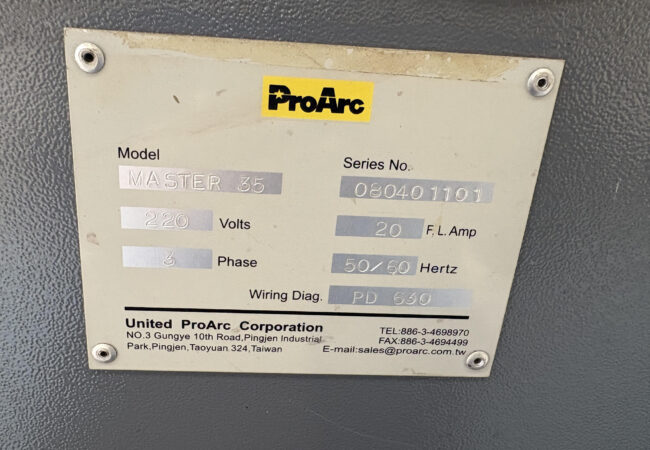 ProArc
Model
MASTER 35
Series No.
080401101
220 Volts
20 F.L.Amp
3 Phase
50/60 Hertz
Wiring Diag. PD 630
United ProArc Corporation
NO.3 Gungye 10th Road,Pingjen Industrial
Park,Pingjen,Taoyuan 324,Taiwan
TEL:886-3-4698970
FAX:886-3-4694499
E-mail:sales@proarc.com.tw